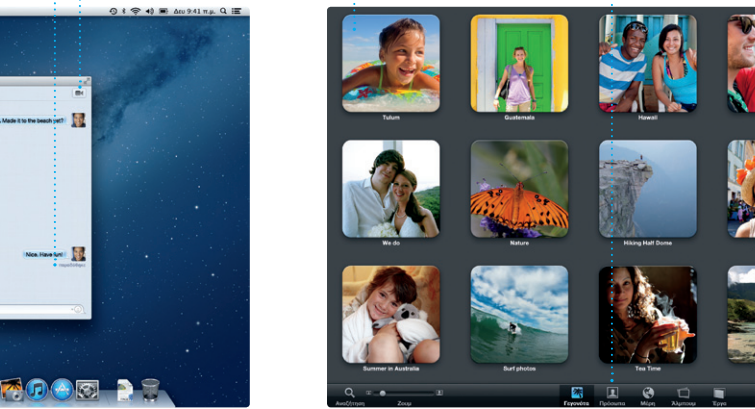 Δευ 9:41 π.μ.
. Made it to the beach yet?
Nice. Have fun!
Tulum
Guatemala
Hawaii
We do
Nature
Hiking Half Dome
Summer in Australia
Surf photos
Tea Time
Αναζήτηση
Ζουμ
Γεγονότα
Πρόσωπα
Μέρη
Άλμπουμ
Έργα